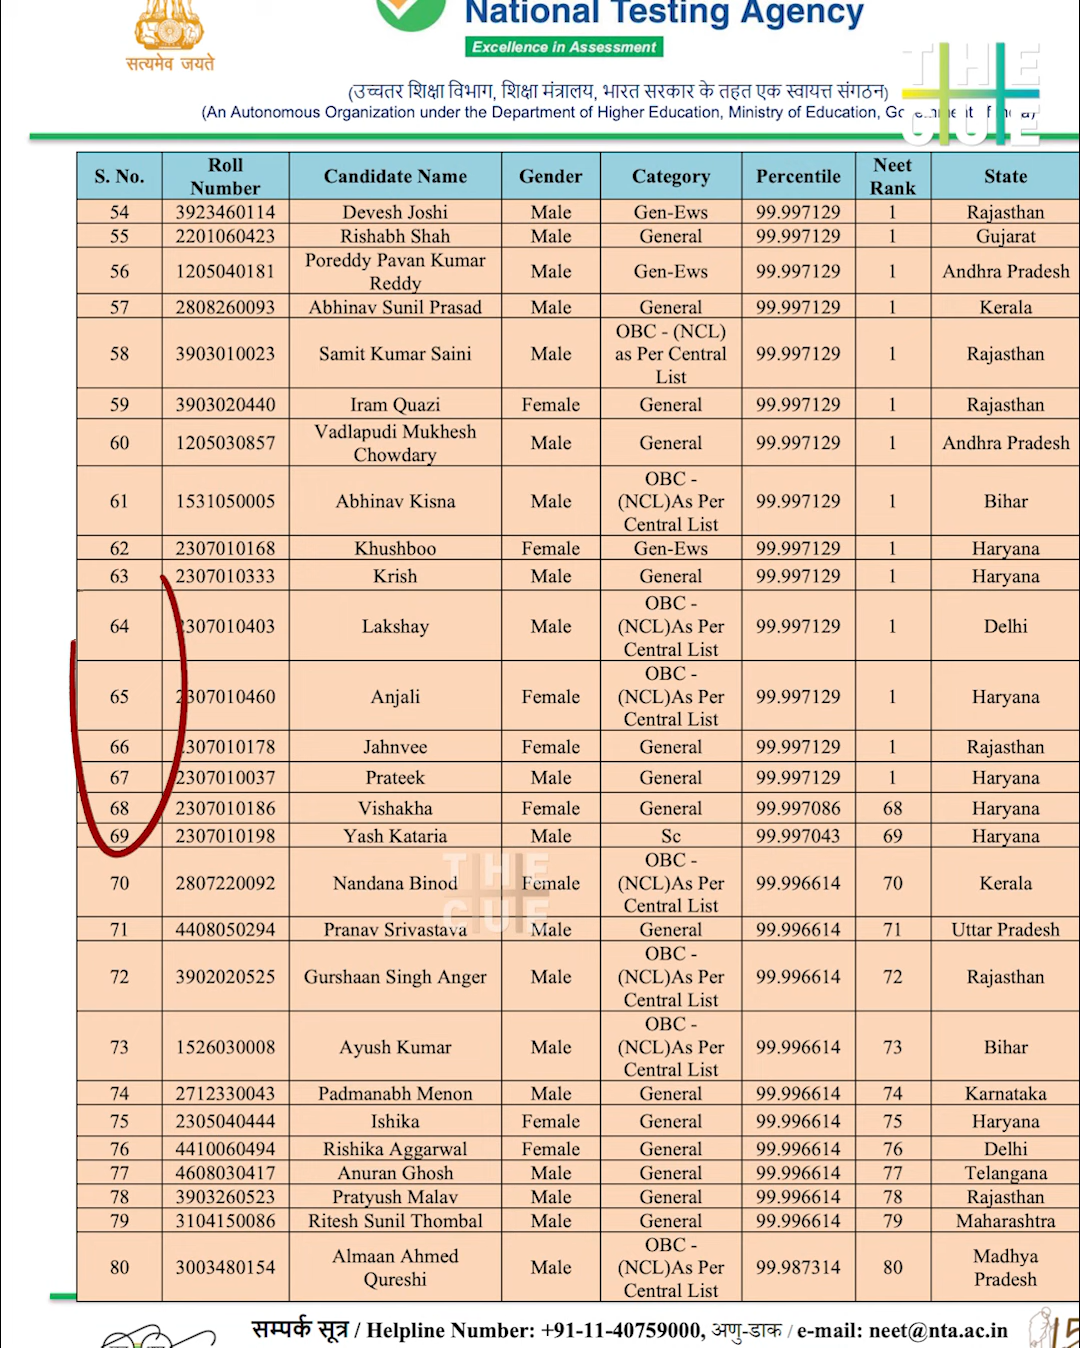 सत्यमेव जयते
National Testing Agency
Excellence in Assessment
THE
CUE
(उच्चतर शिक्षा विभाग, शिक्षा मंत्रालय, भारत सरकार के तहत एक स्वायत्त संगठन)
(An Autonomous Organization under the Department of Higher Education, Ministry of Education,
S. No. Roll Number Candidate Name Gender Category Percentile Neet Rank State
54 3923460114 Devesh Joshi Male Gen-Ews 99.997129 1 Rajasthan
55 2201060423 Rishabh Shah Male General 99.997129 1 Gujarat
56 1205040181 Poreddy Pavan Kumar Reddy Male Gen-Ews 99.997129 1 Andhra Pradesh
57 2808260093 Abhinav Sunil Prasad Male General 99.997129 1 Kerala
58 3903010023 Samit Kumar Saini Male OBC - (NCL) as Per Central List 99.997129 1 Rajasthan
59 3903020440 Iram Quazi Female General 99.997129 1 Rajasthan
60 1205030857 Vadlapudi Mukhesh Chowdary Male General 99.997129 1 Andhra Pradesh
61 1531050005 Abhinav Kisna Male OBC - (NCL)As Per Central List 99.997129 1 Bihar
62 2307010168 Khushboo Female Gen-Ews 99.997129 1 Haryana
63 2307010333 Krish Male General 99.997129 1 Haryana
64 2307010403 Lakshay Male OBC - (NCL)As Per Central List 99.997129 1 Delhi
65 2307010460 Anjali Female OBC - (NCL)As Per Central List 99.997129 1 Haryana
66 2307010178 Jahnvee Female General 99.997129 1 Rajasthan
67 2307010037 Prateek Male General 99.997129 1 Haryana
68 2307010186 Vishakha Female General 99.997086 68 Haryana
69 2307010198 Yash Kataria Male Sc 99.997043 69 Haryana
70 2807220092 Nandana Binod Female OBC - (NCL)As Per Central List 99.996614 70 Kerala
THE
CUE
71 4408050294 Pranav Srivastava Male General 99.996614 71 Uttar Pradesh
72 3902020525 Gurshaan Singh Anger Male OBC - (NCL)As Per Central List 99.996614 72 Rajasthan
73 1526030008 Ayush Kumar Male OBC - (NCL)As Per Central List 99.996614 73 Bihar
74 2712330043 Padmanabh Menon Male General 99.996614 74 Karnataka
75 2305040444 Ishika Female General 99.996614 75 Haryana
76 4410060494 Rishika Aggarwal Female General 99.996614 76 Delhi
77 4608030417 Anuran Ghosh Male General 99.996614 77 Telangana
78 3903260523 Pratyush Malav Male General 99.996614 78 Rajasthan
79 3104150086 Ritesh Sunil Thombal Male General 99.996614 79 Maharashtra
80 3003480154 Almaan Ahmed Qureshi Male OBC - (NCL)As Per Central List 99.987314 80 Madhya Pradesh
सम्पर्क सूत्र / Helpline Number: +91-11-40759000, अणु-डाक / e-mail: neet@nta.ac.in